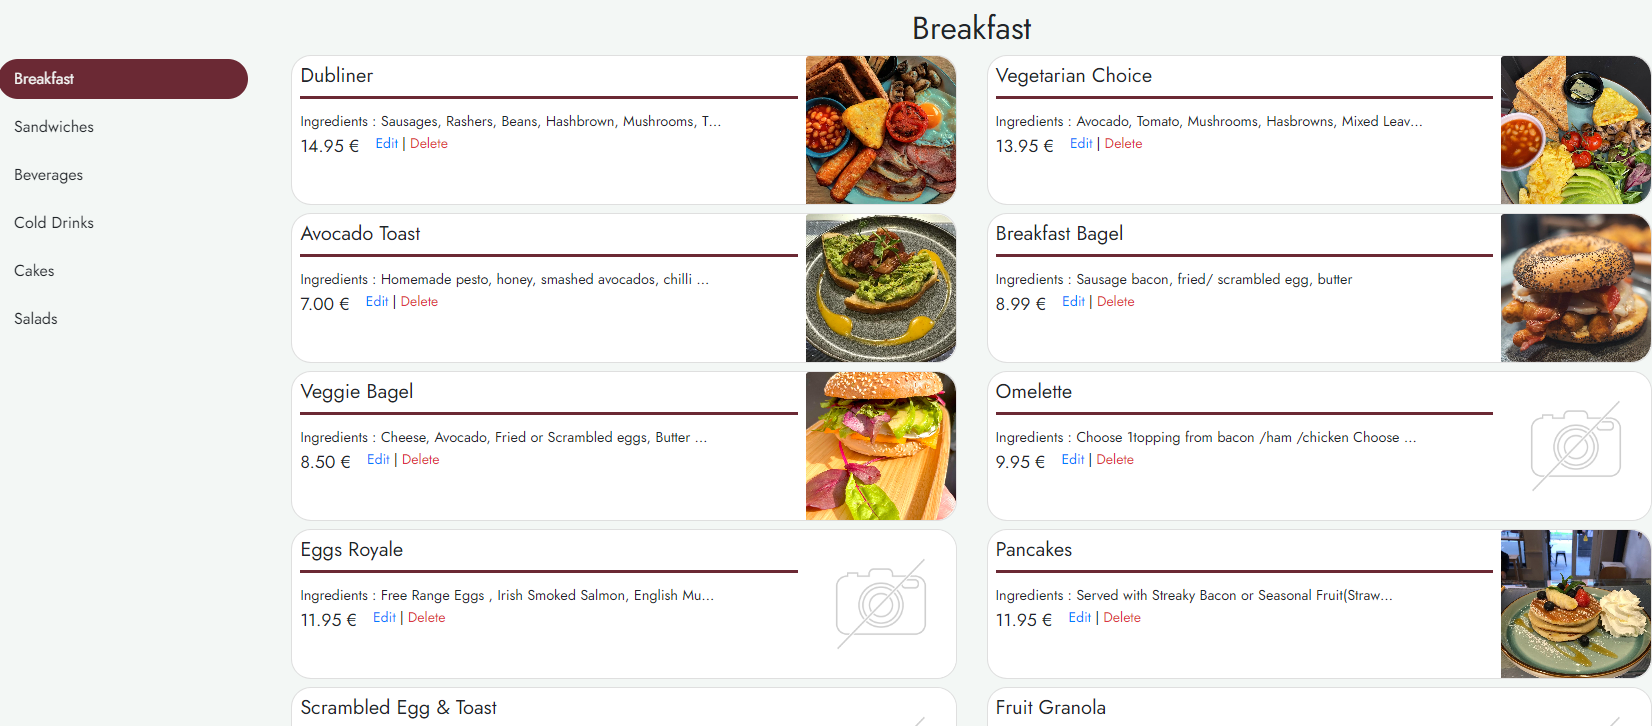 Breakfast
Breakfast
Sandwiches
Beverages
Cold Drinks
Cakes
Salads
Dubliner
Ingredients : Sausages, Rashers, Beans, Hashbrown, Mushrooms, T...
14.95 € Edit | Delete
Vegetarian Choice
Ingredients : Avocado, Tomato, Mushrooms, Hasbrowns, Mixed Leav...
13.95 € Edit | Delete
Avocado Toast
Ingredients : Homemade pesto, honey, smashed avocados, chilli ...
7.00 € Edit | Delete
Breakfast Bagel
Ingredients : Sausage bacon, fried/ scrambled egg, butter
8.99 € Edit | Delete
Veggie Bagel
Ingredients : Cheese, Avocado, Fried or Scrambled eggs, Butter ...
8.50 € Edit | Delete
Omelette
Ingredients : Choose 1topping from bacon /ham /chicken Choose ...
9.95 € Edit | Delete
Eggs Royale
Ingredients : Free Range Eggs , Irish Smoked Salmon, English Mu...
11.95 € Edit | Delete
Pancakes
Ingredients : Served with Streaky Bacon or Seasonal Fruit(Straw...
11.95 € Edit | Delete
Scrambled Egg & Toast
Fruit Granola